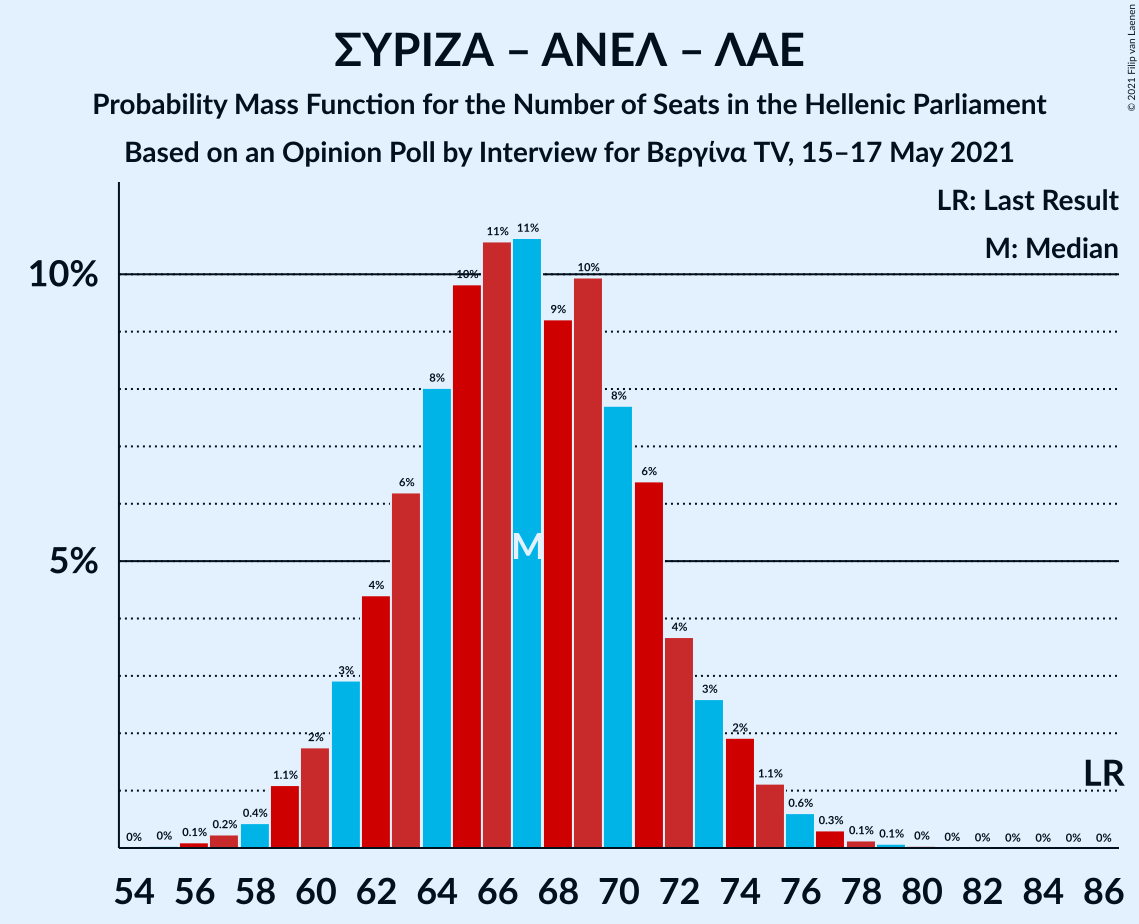 ΣΥΡΙΖΑ – ΑΝΕΛ – ΛΑΕ
Probability Mass Function for the Number of Seats in the Hellenic Parliament
Based on an Opinion Poll by Interview for Βεργίνα TV, 15–17 May 2021
© 2021 Filip van Laenen
LR: Last Result
M: Median
10%
5%
0% 0% 0.1% 0.2% 0.4% 1.1% 2% 3% 4% 6% 8% 10% 11% 11% 9% 10% 8% 6% 4% 3% 2% 1.1% 0.6% 0.3% 0.1% 0.1% 0% 0% 0% 0% 0% 0% 0%
M
LR
54 56 58 60 62 64 66 68 70 72 74 76 78 80 82 84 86